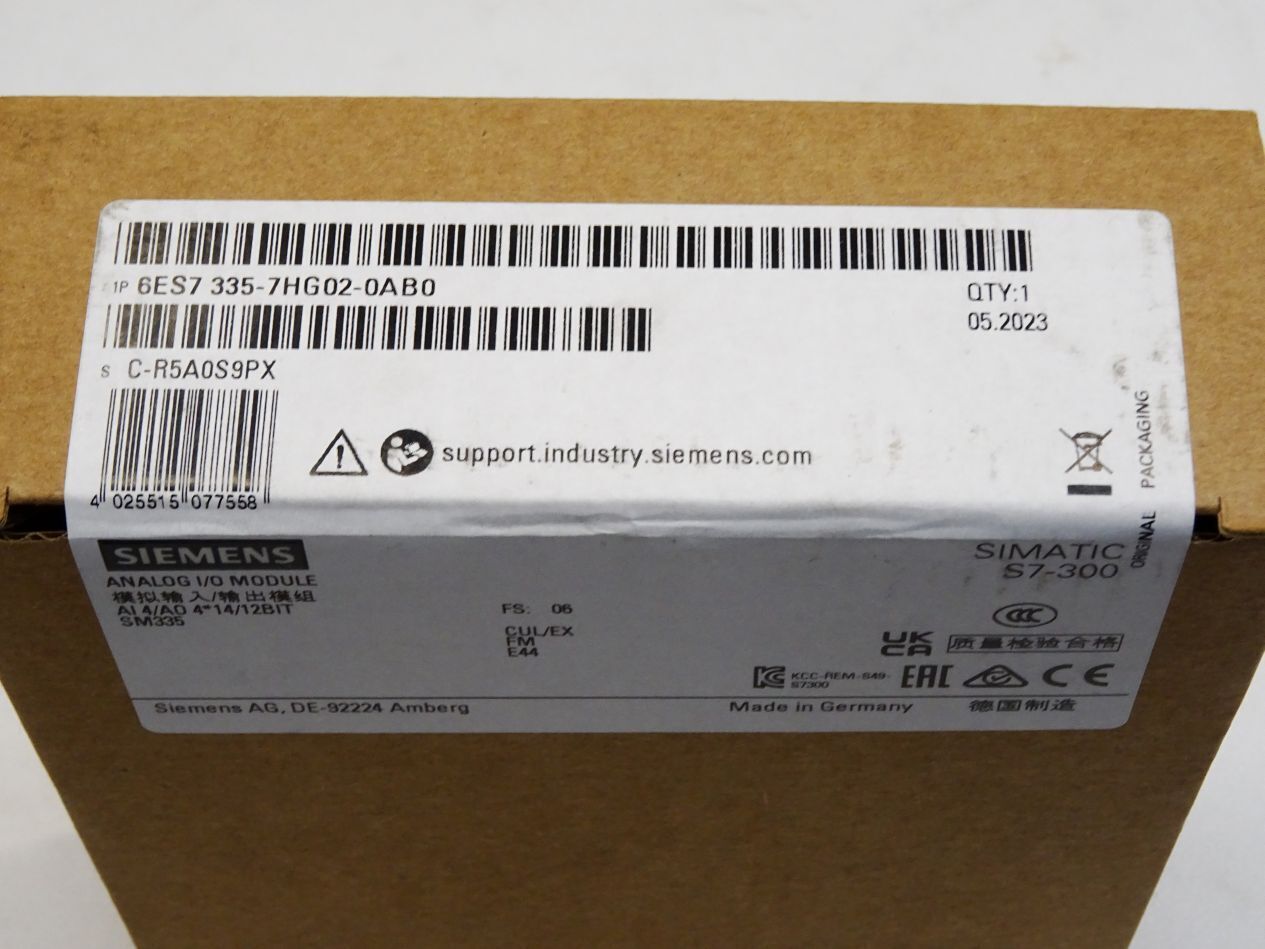 1P 6ES7 335-7HG02-0AB0
QTY:1
05.2023
S C-R5A0S9PX
support.industry.siemens.com
4 025515 077558
ORIGINAL PACKAGING
SIEMENS
SIMATIC
S7-300
ANALOG I/O MODULE
模拟输入/输出模组
AI 4/AO 4*14/12BIT
SM335
FS: 06
CUL/EX
FM
E44
CCC
UK
CA
质量检验合格
KCC-REM-S49-
S7300
EAC
CE
Siemens AG, DE-92224 Amberg
Made in Germany
德国制造